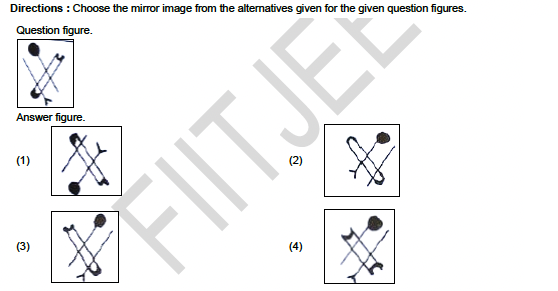 Directions : Choose the mirror image from the alternatives given for the given question figures.
Question figure.
Answer figure.
(1)
(2)
(3)
(4)
FIITJEE